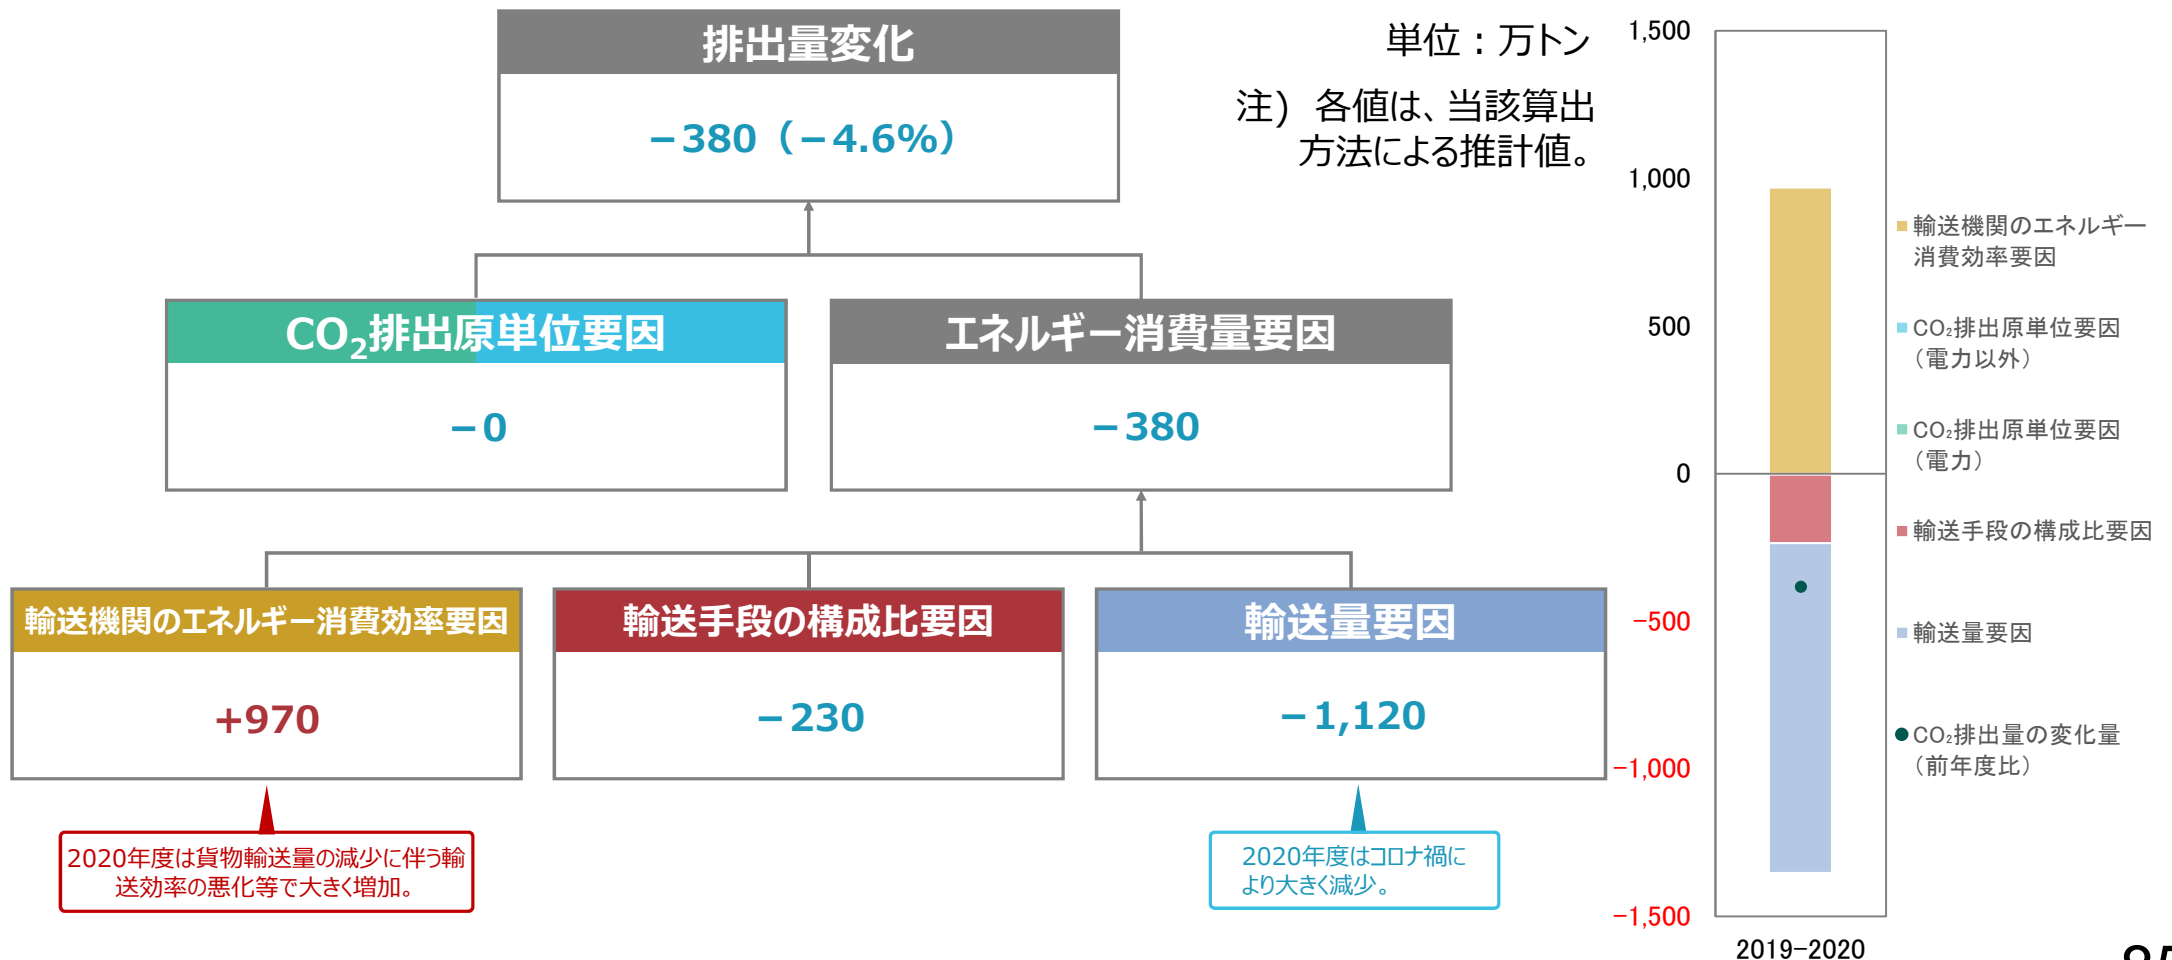 排出量変化
−380（−4.6%）
単位：万トン
注）各値は、当該算出
方法による推計値。
CO₂排出原単位要因
−0
エネルギー消費量要因
−380
輸送機関のエネルギー消費効率要因
+970
輸送手段の構成比要因
−230
輸送量要因
−1,120
2020年度は貨物輸送量の減少に伴う輸
送効率の悪化等で大きく増加。
2020年度はコロナ禍に
より大きく減少。
1,500
1,000
500
0
−500
−1,000
−1,500
2019−2020
輸送機関のエネルギー
消費効率要因
CO₂排出原単位要因
（電力以外）
CO₂排出原単位要因
（電力）
輸送手段の構成比要因
輸送量要因
CO₂排出量の変化量
（前年度比）